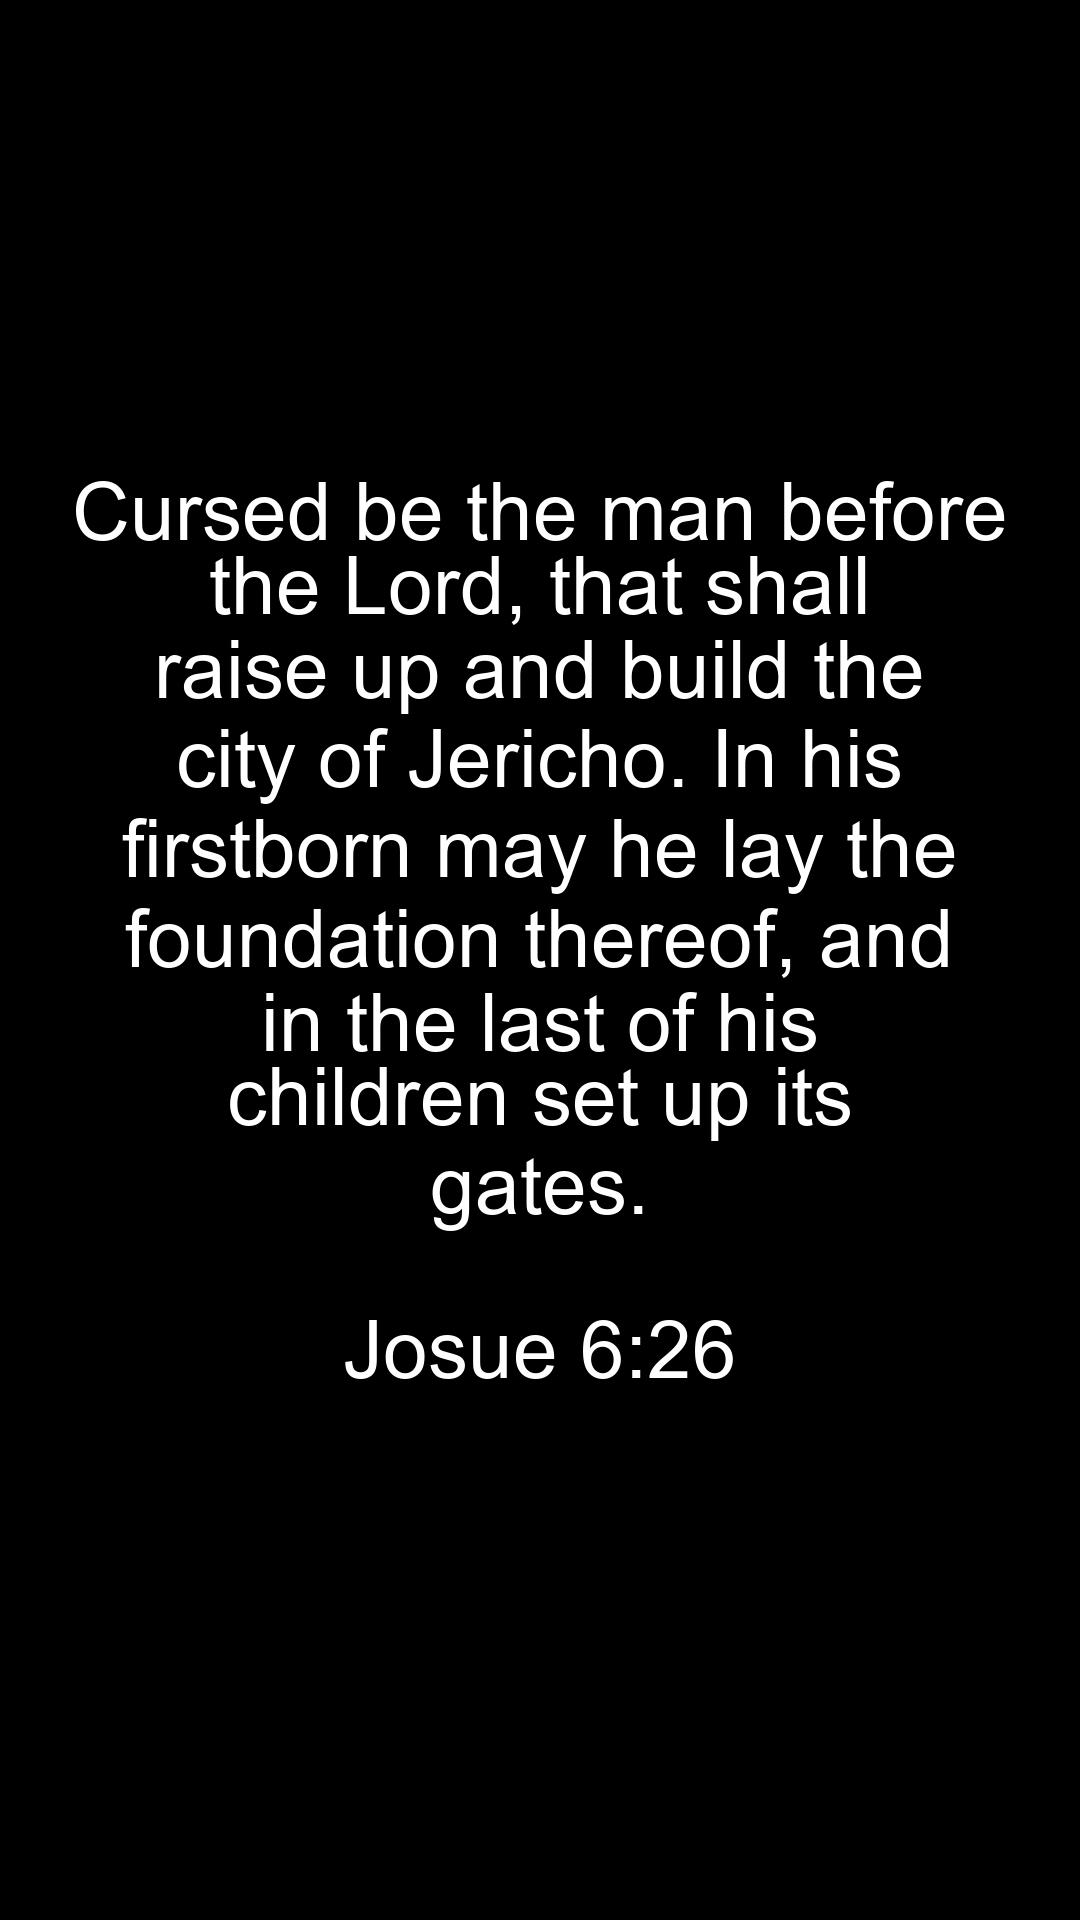 Cursed be the man before
the Lord, that shall
raise up and build the
city of Jericho. In his
firstborn may he lay the
foundation thereof, and
in the last of his
children set up its
gates.
Josue 6:26